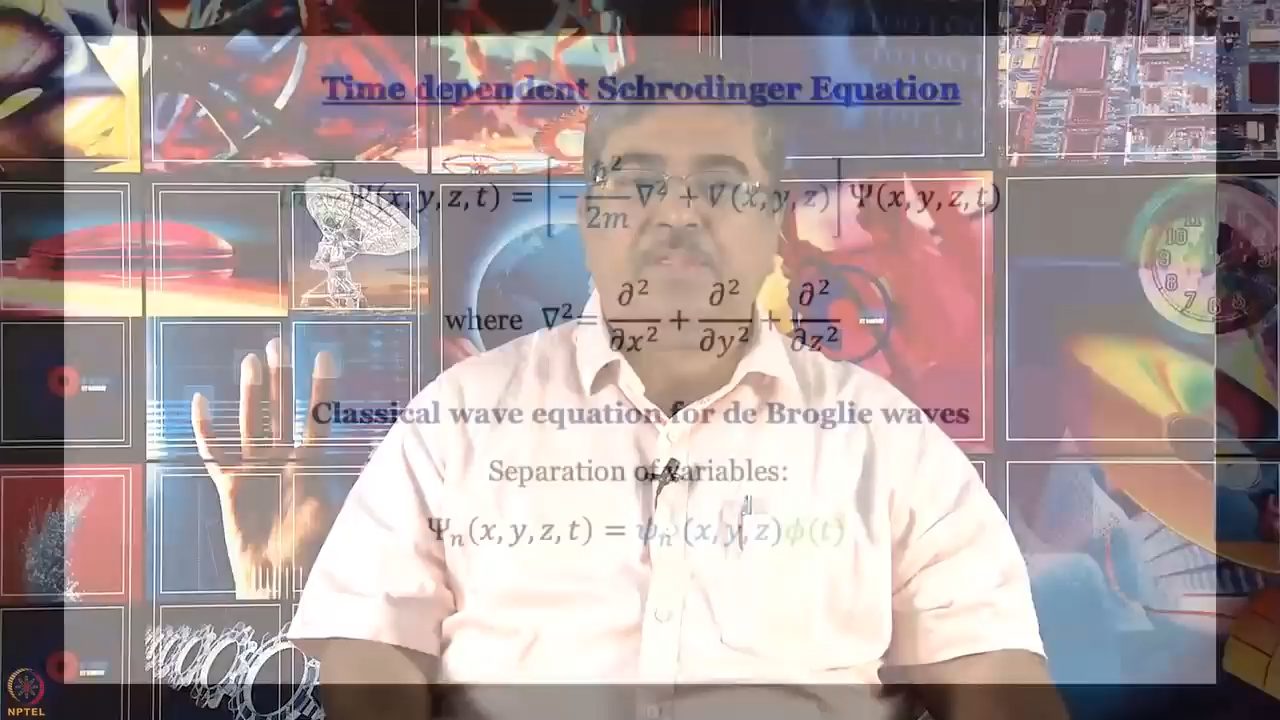 Time dependent Schrodinger Equation
Ψ(x, y, z, t) = [−ℏ²/2m ∇² + V(x, y, z)] Ψ(x, y, z, t)
where ∇² = ∂²/∂x² + ∂²/∂y² + ∂²/∂z²
Classical wave equation for de Broglie waves
Separation of variables:
Ψₙ(x, y, z, t) = ψₙ(x, y, z)ϕ(t)
NPTEL